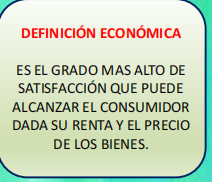 DEFINICIÓN ECONÓMICA
ES EL GRADO MAS ALTO DE
SATISFACCIÓN QUE PUEDE
ALCANZAR EL CONSUMIDOR
DADA SU RENTA Y EL PRECIO
DE LOS BIENES.